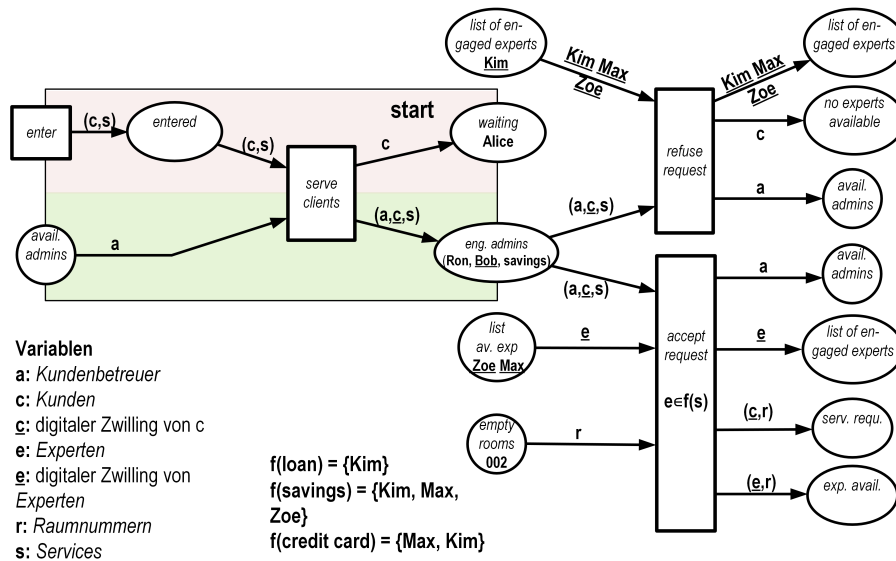 list of en-
gaged experts
Kim
Kim Max
Zoe
Kim Max
Zoe
list of en-
gaged experts
start
enter
(c,s)
entered
(c,s)
serve
clients
c
waiting
Alice
refuse
request
c
no experts
available
a
avail.
admins
avail.
admins
a
(a,c,s)
eng. admins
(Ron, Bob, savings)
(a,c,s)
(a,c,s)
accept
request
e∈f(s)
a
avail.
admins
list
av. exp
Zoe Max
e
e
list of en-
gaged experts
empty
rooms
002
r
(c,r)
serv. requ.
(e,r)
exp. avail.
Variablen
a: Kundenbetreuer
c: Kunden
c: digitaler Zwilling von c
e: Experten
e: digitaler Zwilling von
Experten
r: Raumnummern
s: Services
f(loan) = {Kim}
f(savings) = {Kim, Max,
Zoe}
f(credit card) = {Max, Kim}